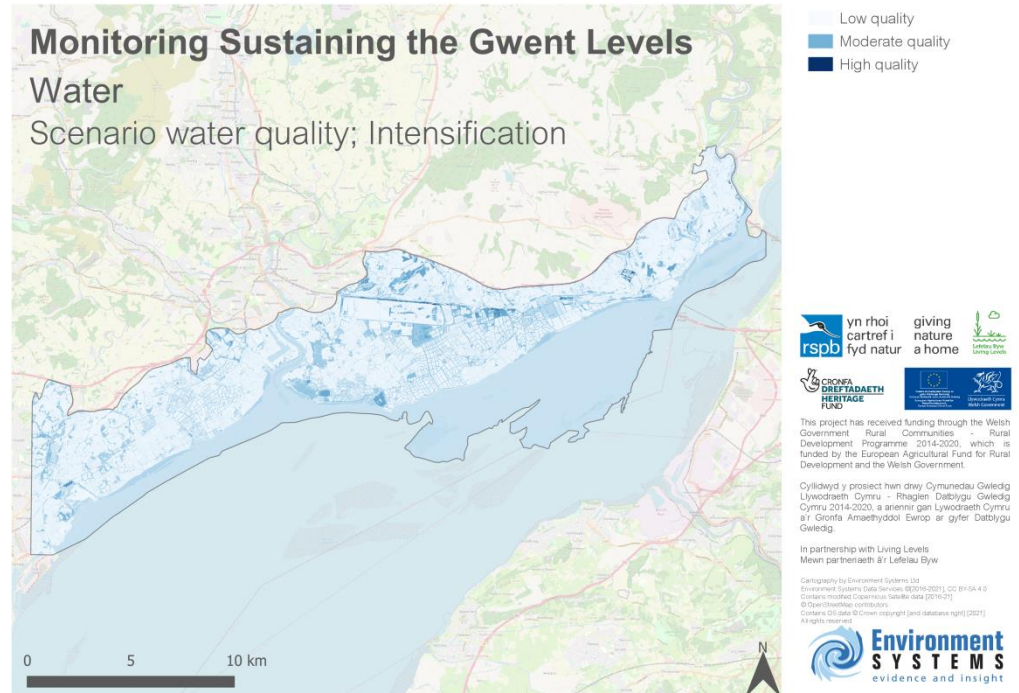 Monitoring Sustaining the Gwent Levels
Water
Scenario water quality; Intensification
Low quality
Moderate quality
High quality
rspb
yn rhoi
cartref i
fyd natur
giving
nature
a home
Lefelau Byw
Living Levels
CRONFA
DREFTADAETH
HERITAGE
FUND
Llywodraeth Cymru
Welsh Government
This project has received funding through the Welsh
Government Rural Communities - Rural
Development Programme 2014-2020, which is
funded by the European Agricultural Fund for Rural
Development and the Welsh Government.
Cyllidwyd y prosiect hwn drwy Cymunedau Gwledig
Llywodraeth Cymru - Rhaglen Datblygu Gwledig
Cymru 2014-2020, a ariennir gan Lywodraeth Cymru
a'r Gronfa Amaethyddol Ewrop ar gyfer Datblygu
Gwledig.
In partnership with Living Levels
Mewn partneriaeth â'r Lefelau Byw
Cartography by Environment Systems Ltd
Environment Systems Data Services ©[2016-2021], CC BY-SA 4.0
Contains modified Copernicus Satellite data [2016-21]
© OpenStreetMap contributors
Contains OS data © Crown copyright [and database right] [2021]
All rights reserved
0 5 10 km
N
Environment
SYSTEMS
evidence and insight